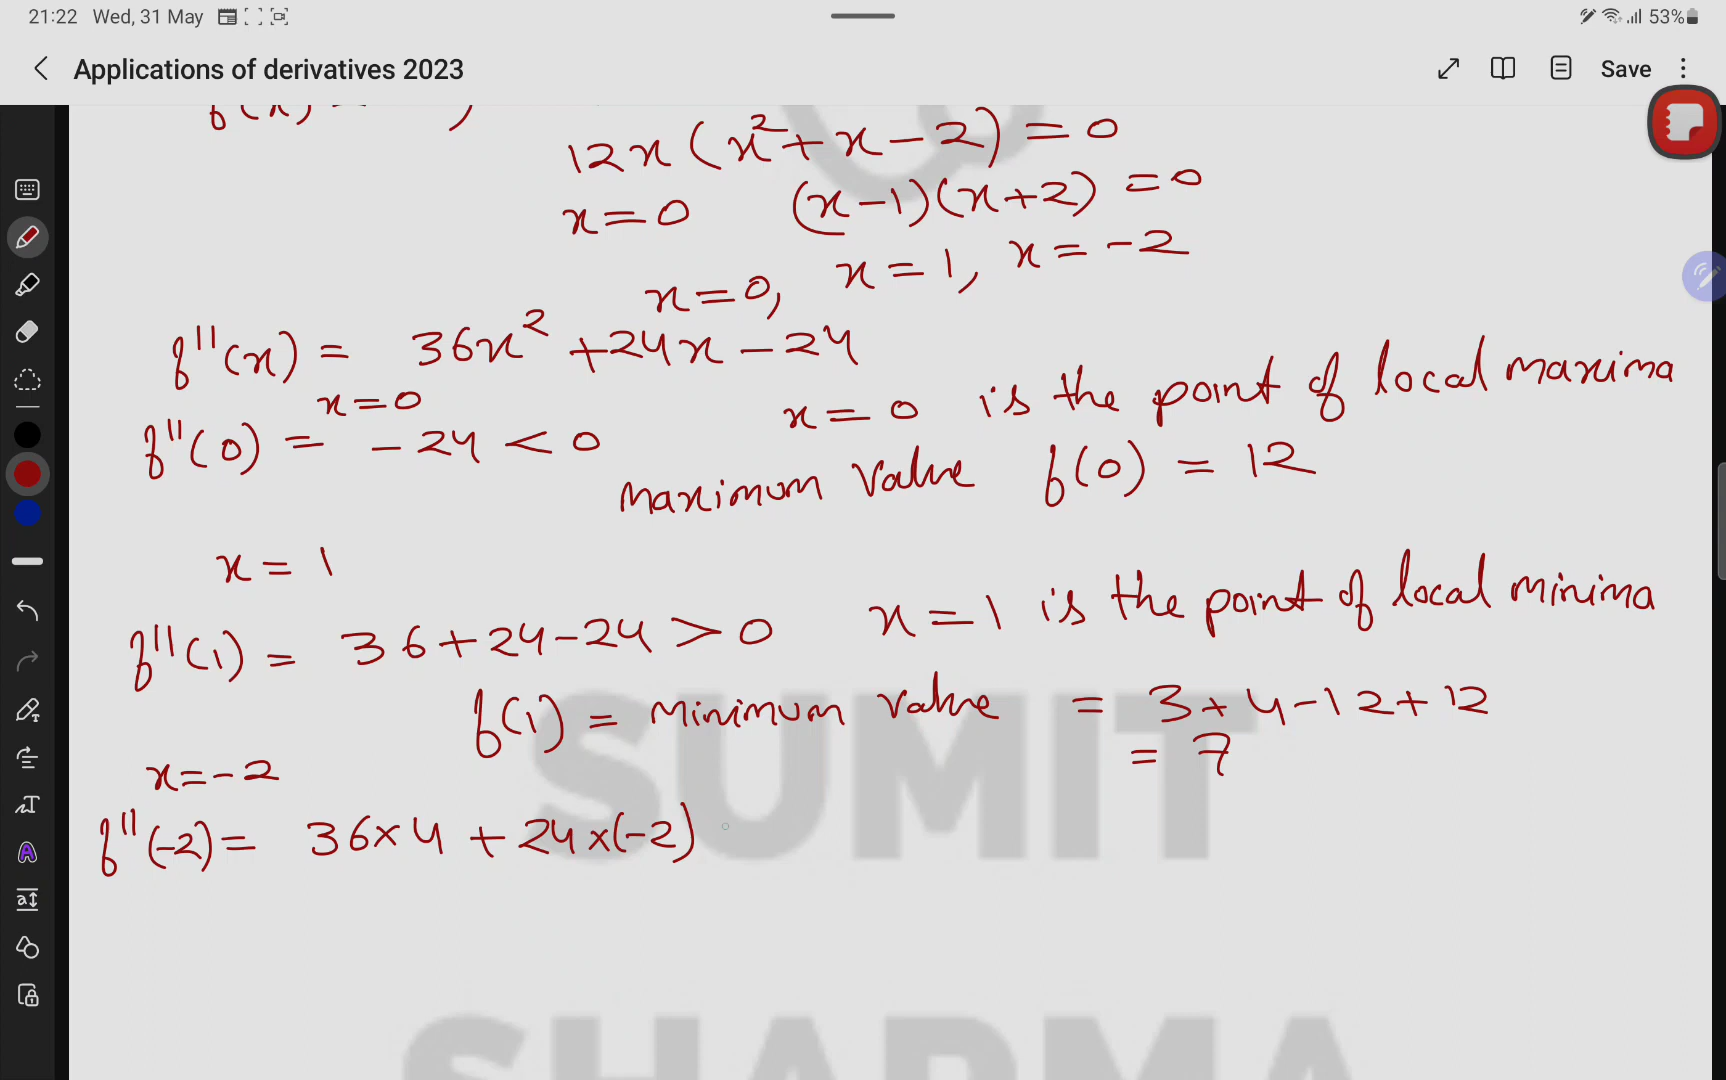 21:22 Wed, 31 May 53%
Applications of derivatives 2023 Save
12x(x²+x-2)=0
x=0 (x-1)(x+2)=0
x=0, x=1, x=-2
f''(x) = 36x²+24x-24
x=0
x=0 is the point of local maxima
f''(0) = -24<0
maximum value f(0) = 12
x=1
f''(1) = 36+24-24>0 x=1 is the point of local minima
f(1) = minimum value = 3+4-12+12
= 7
x=-2
f''(-2) = 36×4+24×(-2)
SUMIT
SHARMA